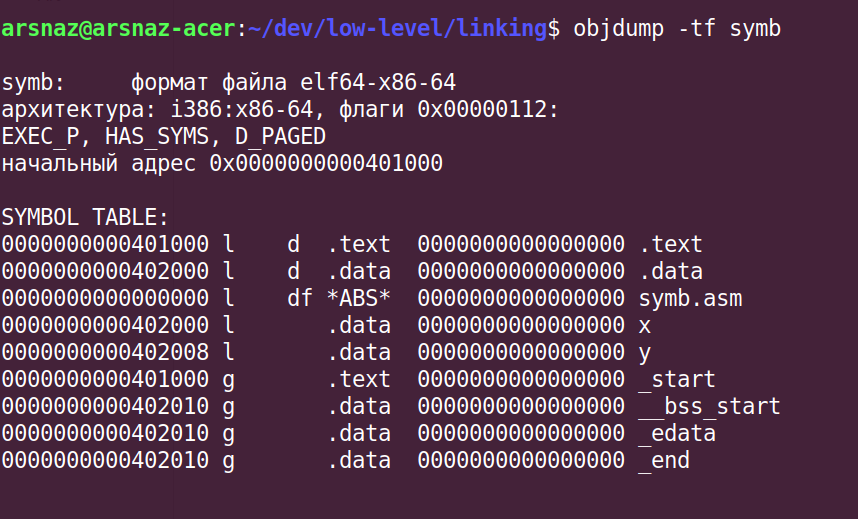 arsnaz@arsnaz-acer:~/dev/low-level/linking$ objdump -tf symb
symb:     формат файла elf64-x86-64
архитектура: i386:x86-64, флаги 0x00000112:
EXEC_P, HAS_SYMS, D_PAGED
начальный адрес 0x0000000000401000
SYMBOL TABLE:
0000000000401000 l    d  .text  0000000000000000 .text
0000000000402000 l    d  .data  0000000000000000 .data
0000000000000000 l    df *ABS*  0000000000000000 symb.asm
0000000000402000 l       .data  0000000000000000 x
0000000000402008 l       .data  0000000000000000 y
0000000000401000 g       .text  0000000000000000 _start
0000000000402010 g       .data  0000000000000000 __bss_start
0000000000402010 g       .data  0000000000000000 _edata
0000000000402010 g       .data  0000000000000000 _end